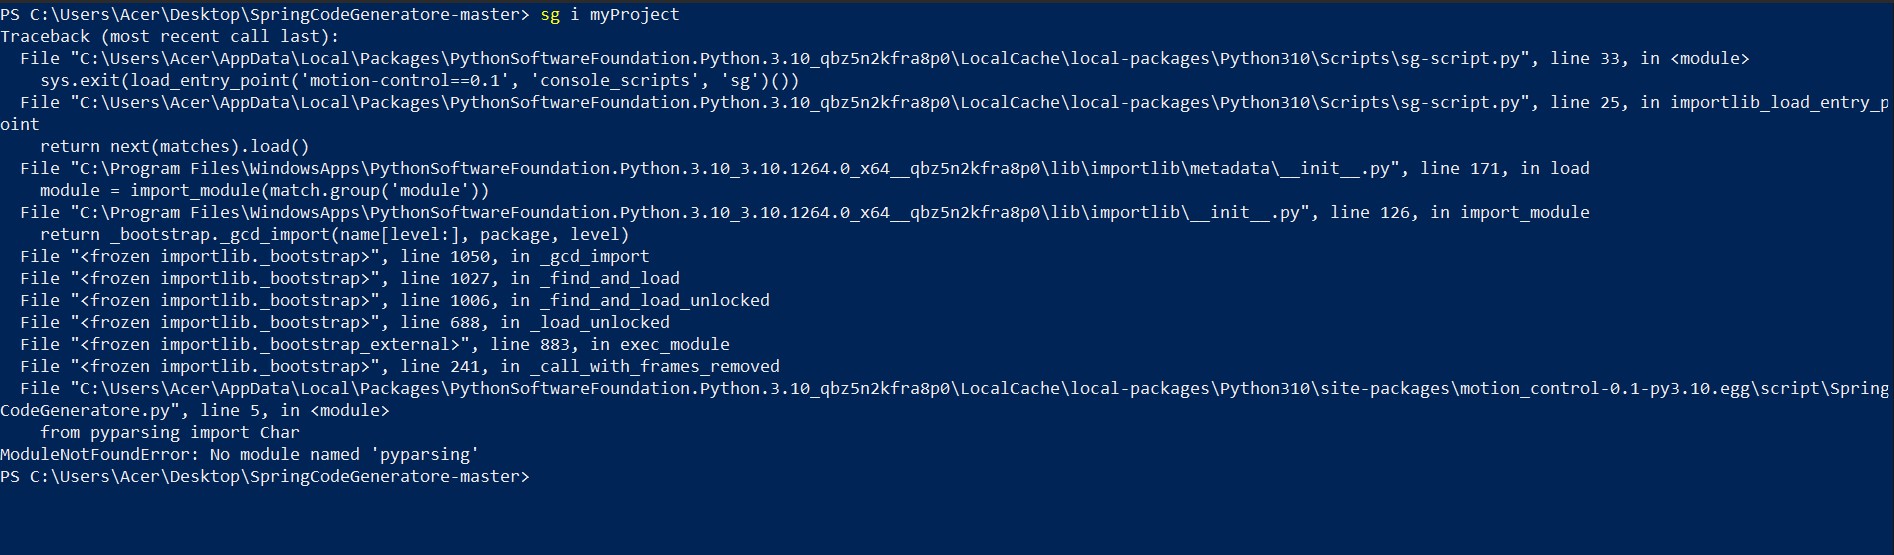 PS C:\Users\Acer\Desktop\SpringCodeGeneratore-master> sg i myProject
Traceback (most recent call last):
  File "C:\Users\Acer\AppData\Local\Packages\PythonSoftwareFoundation.Python.3.10_qbz5n2kfra8p0\LocalCache\local-packages\Python310\Scripts\sg-script.py", line 33, in <module>
    sys.exit(load_entry_point('motion-control==0.1', 'console_scripts', 'sg')())
  File "C:\Users\Acer\AppData\Local\Packages\PythonSoftwareFoundation.Python.3.10_qbz5n2kfra8p0\LocalCache\local-packages\Python310\Scripts\sg-script.py", line 25, in importlib_load_entry_p
oint
    return next(matches).load()
  File "C:\Program Files\WindowsApps\PythonSoftwareFoundation.Python.3.10_3.10.1264.0_x64__qbz5n2kfra8p0\lib\importlib\metadata\__init__.py", line 171, in load
    module = import_module(match.group('module'))
  File "C:\Program Files\WindowsApps\PythonSoftwareFoundation.Python.3.10_3.10.1264.0_x64__qbz5n2kfra8p0\lib\importlib\__init__.py", line 126, in import_module
    return _bootstrap._gcd_import(name[level:], package, level)
  File "<frozen importlib._bootstrap>", line 1050, in _gcd_import
  File "<frozen importlib._bootstrap>", line 1027, in _find_and_load
  File "<frozen importlib._bootstrap>", line 1006, in _find_and_load_unlocked
  File "<frozen importlib._bootstrap>", line 688, in _load_unlocked
  File "<frozen importlib._bootstrap_external>", line 883, in exec_module
  File "<frozen importlib._bootstrap>", line 241, in _call_with_frames_removed
  File "C:\Users\Acer\AppData\Local\Packages\PythonSoftwareFoundation.Python.3.10_qbz5n2kfra8p0\LocalCache\local-packages\Python310\site-packages\motion_control-0.1-py3.10.egg\script\Spring
CodeGeneratore.py", line 5, in <module>
    from pyparsing import Char
ModuleNotFoundError: No module named 'pyparsing'
PS C:\Users\Acer\Desktop\SpringCodeGeneratore-master>